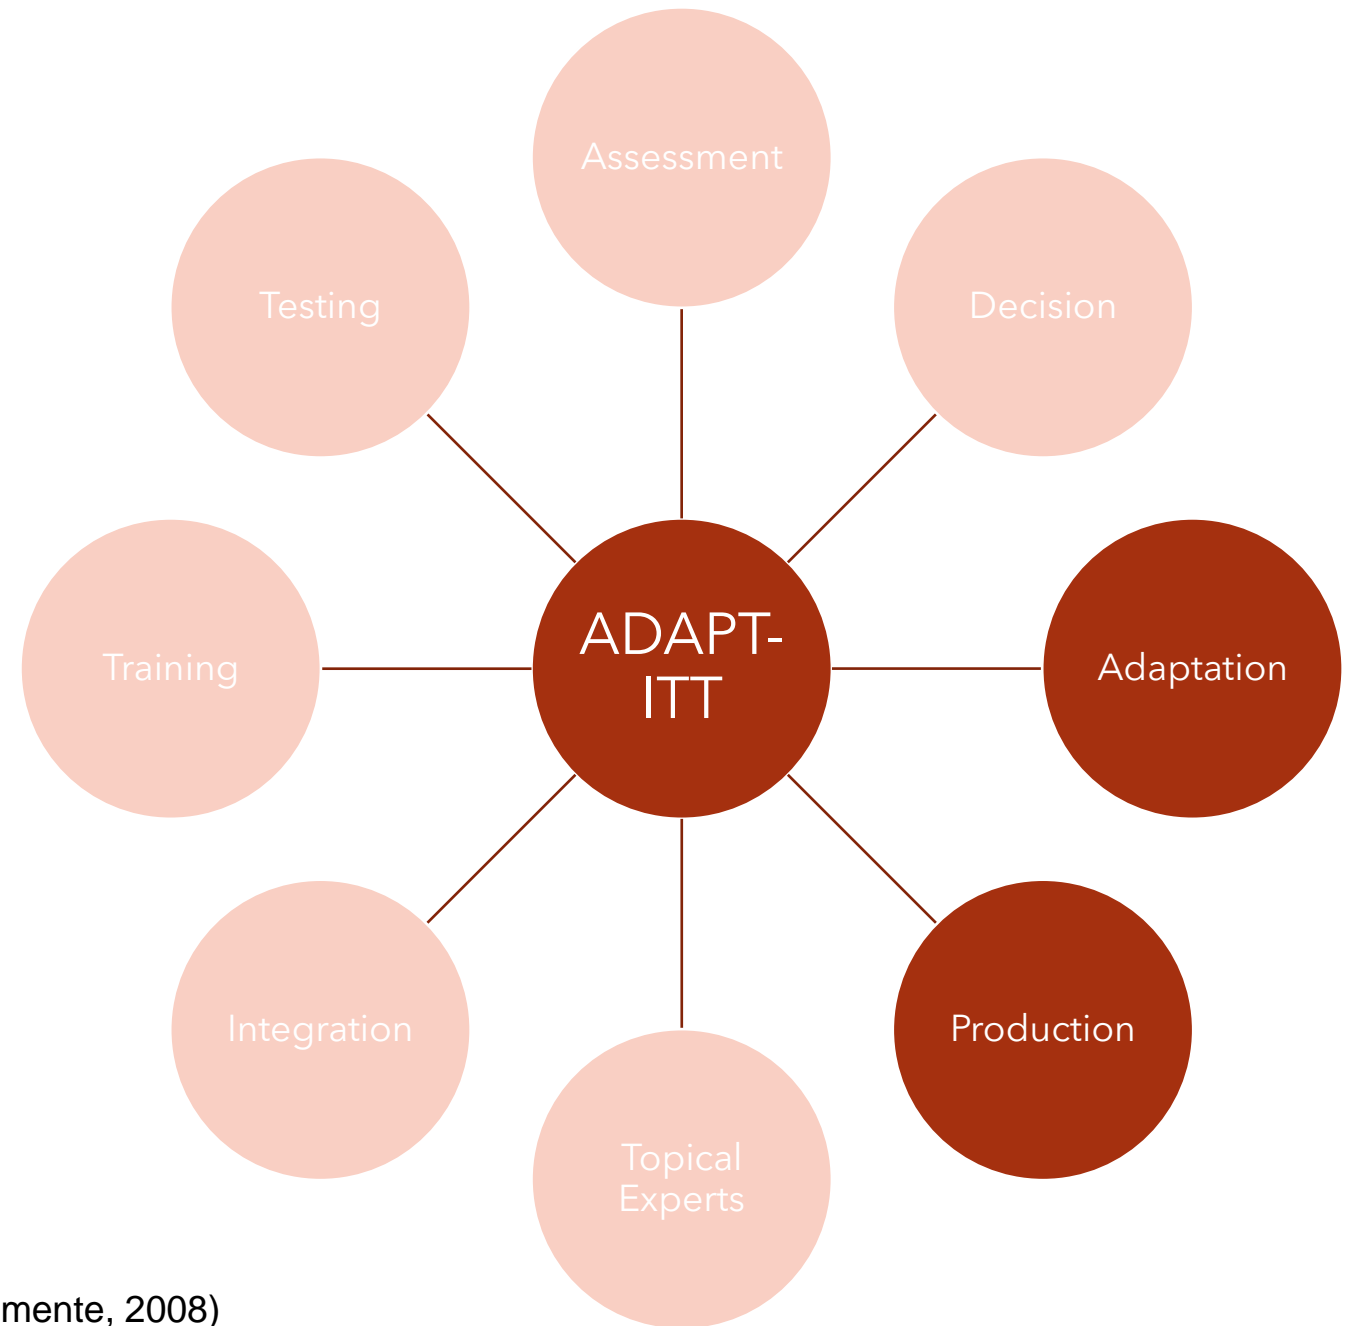 Assessment
Decision
Adaptation
Production
Topical
Experts
Integration
Training
Testing
ADAPT-
ITT
mente, 2008)